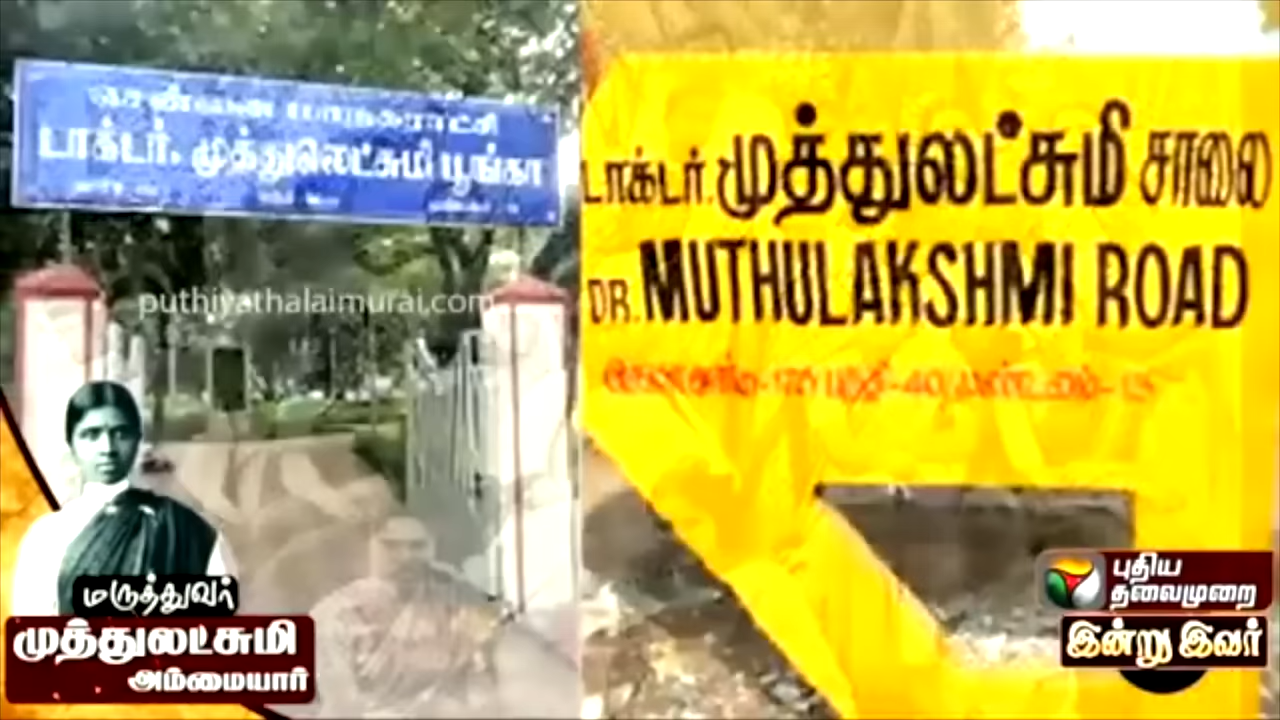 டாக்டர். முத்துலெட்சுமி பூங்கா
puthiyathalaimurai.com
டாக்டர். முத்துலட்சுமி சாலை
DR. MUTHULAKSHMI ROAD
மருத்துவர்
முத்துலட்சுமி
அம்மையார்
புதிய
தலைமுறை
இன்று இவர்